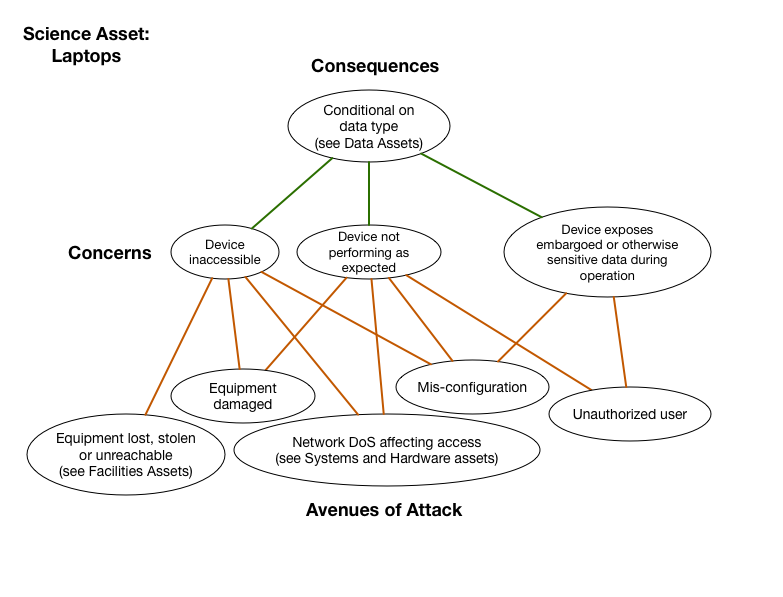 Science Asset:
Laptops
Consequences
Conditional on
data type
(see Data Assets)
Concerns
Device
inaccessible
Device not
performing as
expected
Device exposes
embargoed or otherwise
sensitive data during
operation
Equipment
damaged
Mis-configuration
Unauthorized user
Equipment lost, stolen
or unreachable
(see Facilities Assets)
Network DoS affecting access
(see Systems and Hardware assets)
Avenues of Attack